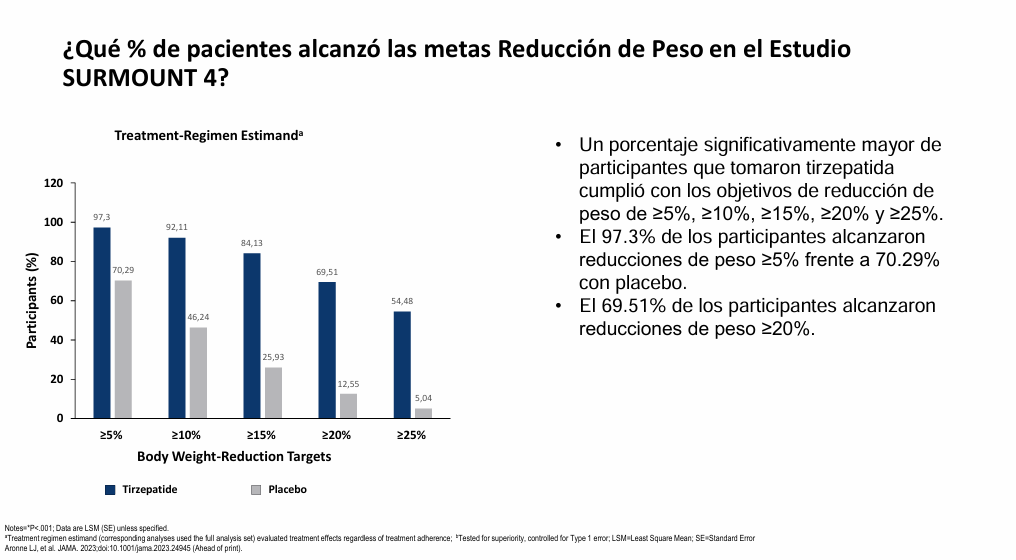 ¿Qué % de pacientes alcanzó las metas Reducción de Peso en el Estudio
SURMOUNT 4?
Treatment-Regimen Estimandᵃ
Participants (%)
120
100
80
60
40
20
0
97,3
70,29
92,11
46,24
84,13
25,93
69,51
12,55
54,48
5,04
≥5%
≥10%
≥15%
≥20%
≥25%
Body Weight-Reduction Targets
Tirzepatide
Placebo
• Un porcentaje significativamente mayor de
participantes que tomaron tirzepatida
cumplió con los objetivos de reducción de
peso de ≥5%, ≥10%, ≥15%, ≥20% y ≥25%.
• El 97.3% de los participantes alcanzaron
reducciones de peso ≥5% frente a 70.29%
con placebo.
• El 69.51% de los participantes alcanzaron
reducciones de peso ≥20%.
Notes=*P<.001; Data are LSM (SE) unless specified.
ᵃTreatment regimen estimand (corresponding analyses used the full analysis set) evaluated treatment effects regardless of treatment adherence; ᵇTested for superiority, controlled for Type 1 error; LSM=Least Square Mean; SE=Standard Error
Aronne LJ, et al. JAMA. 2023;doi:10.1001/jama.2023.24945 (Ahead of print).